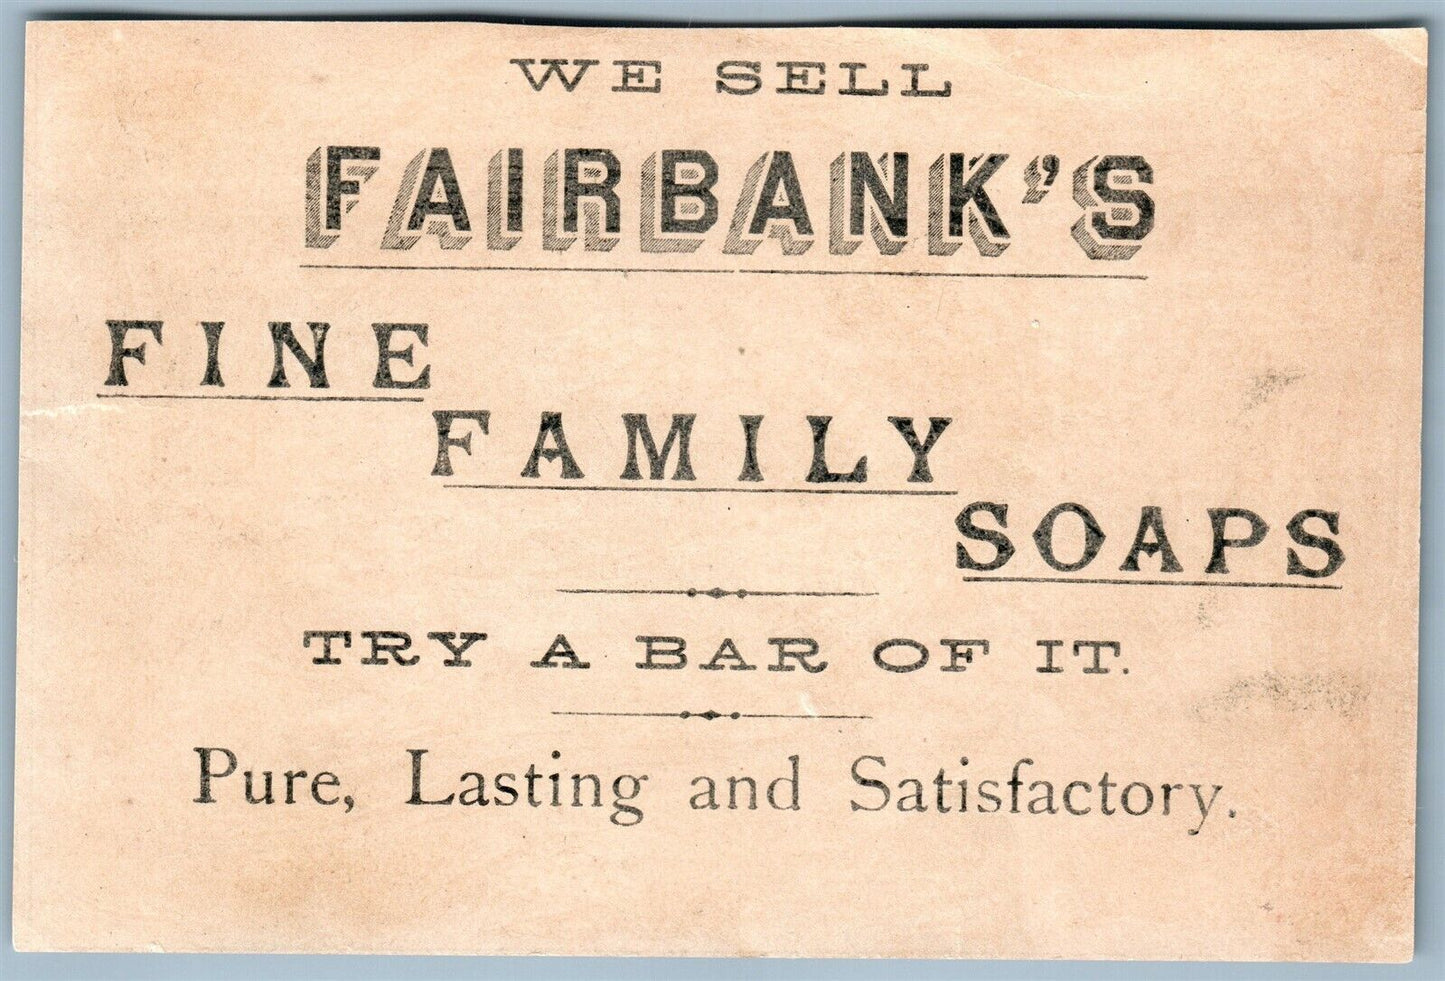 WE SELL
FAIRBANK'S
FINE
FAMILY
SOAPS
TRY A BAR OF IT.
Pure, Lasting and Satisfactory.